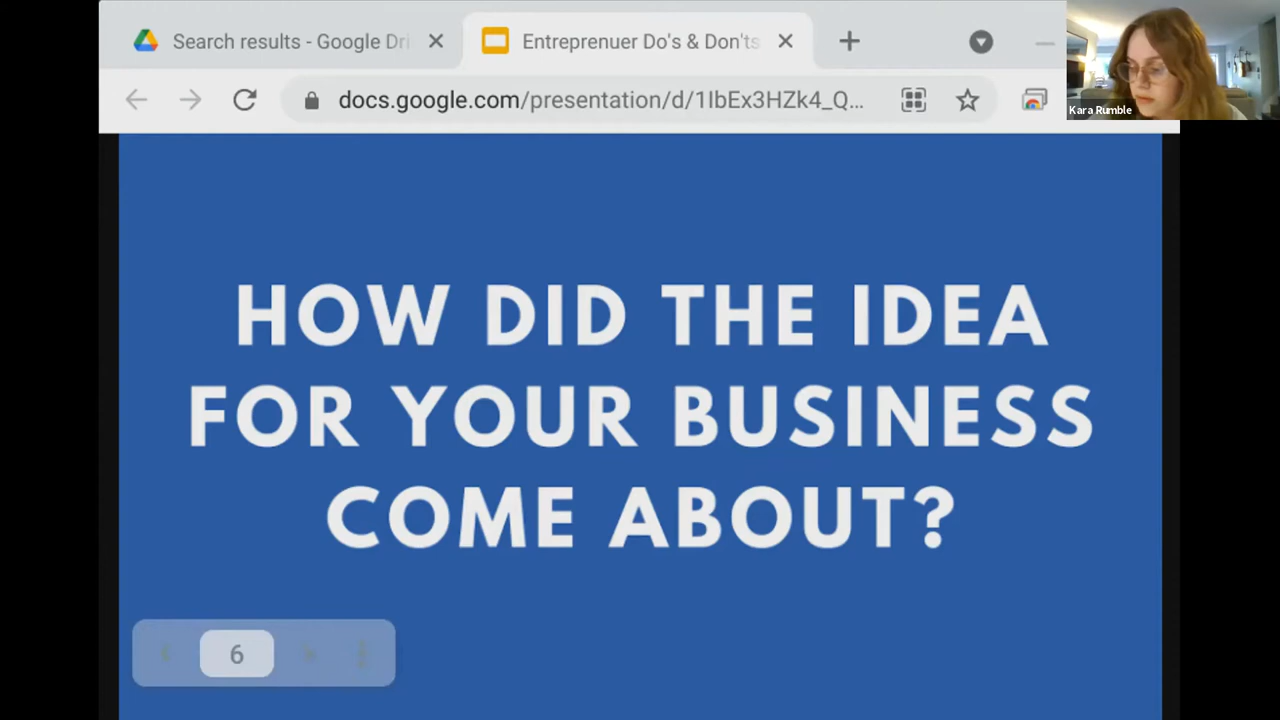 Search results - Google Dri
Entreprenuer Do's & Don'ts
docs.google.com/presentation/d/1IbEx3HZk4_Q...
Kara Rumble
HOW DID THE IDEA
FOR YOUR BUSINESS
COME ABOUT?
6